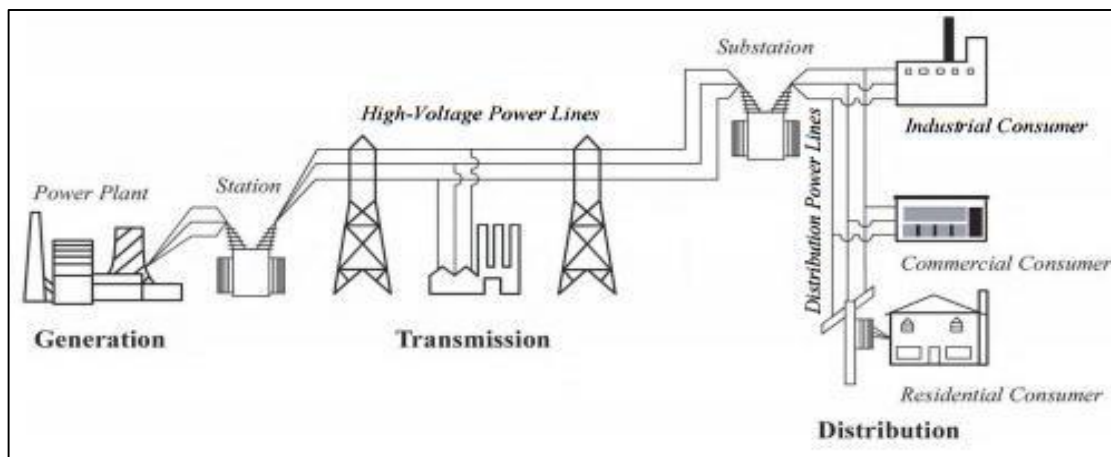 Substation
High-Voltage Power Lines
Industrial Consumer
Power Plant
Station
Distribution Power Lines
Commercial Consumer
Generation
Transmission
Residential Consumer
Distribution